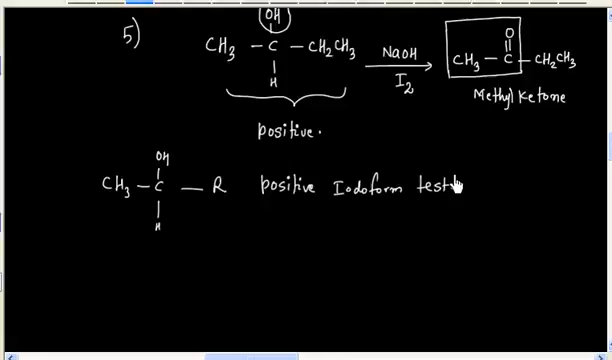 5)
OH
CH3 - C - CH2CH3
H
NaOH
I2
O
CH3 - C - CH2CH3
Methyl Ketone
positive.
OH
CH3 - C - R
H
positive Iodoform test